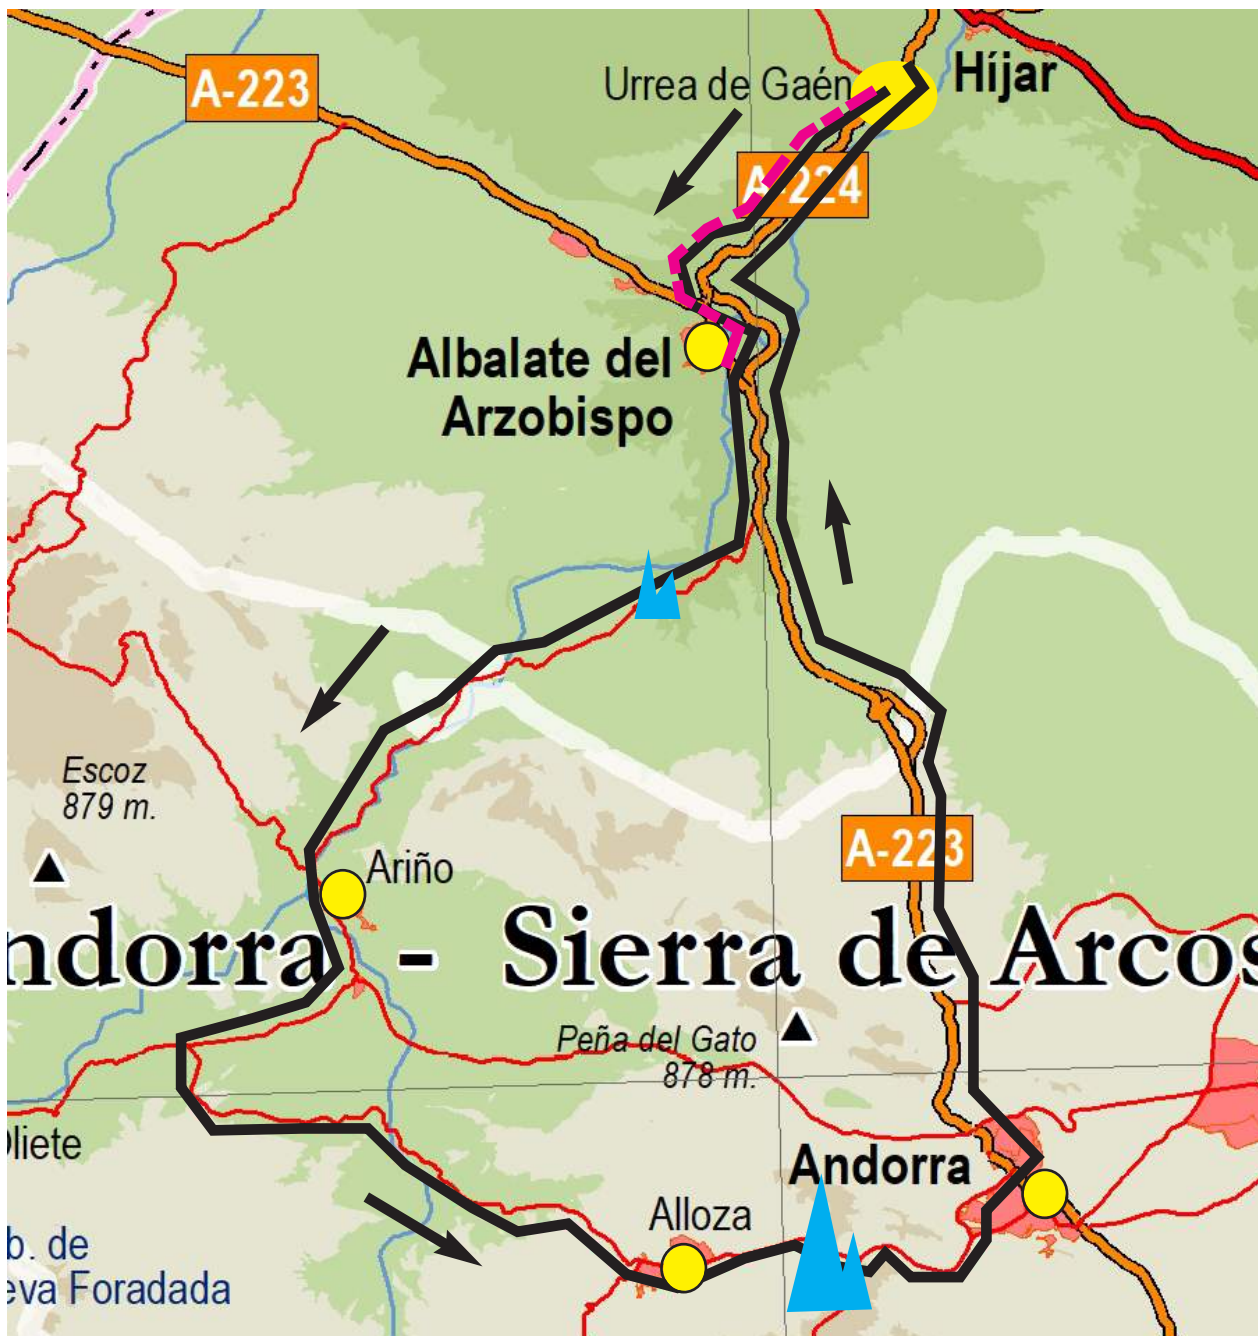 A-223
Urrea de Gaén
Híjar
A-224
Albalate del
Arzobispo
Escoz
879 m.
Ariño
A-223
ndorra - Sierra de Arcos
Peña del Gato
878 m.
Oliete
Andorra
Alloza
b. de
eva Foradada